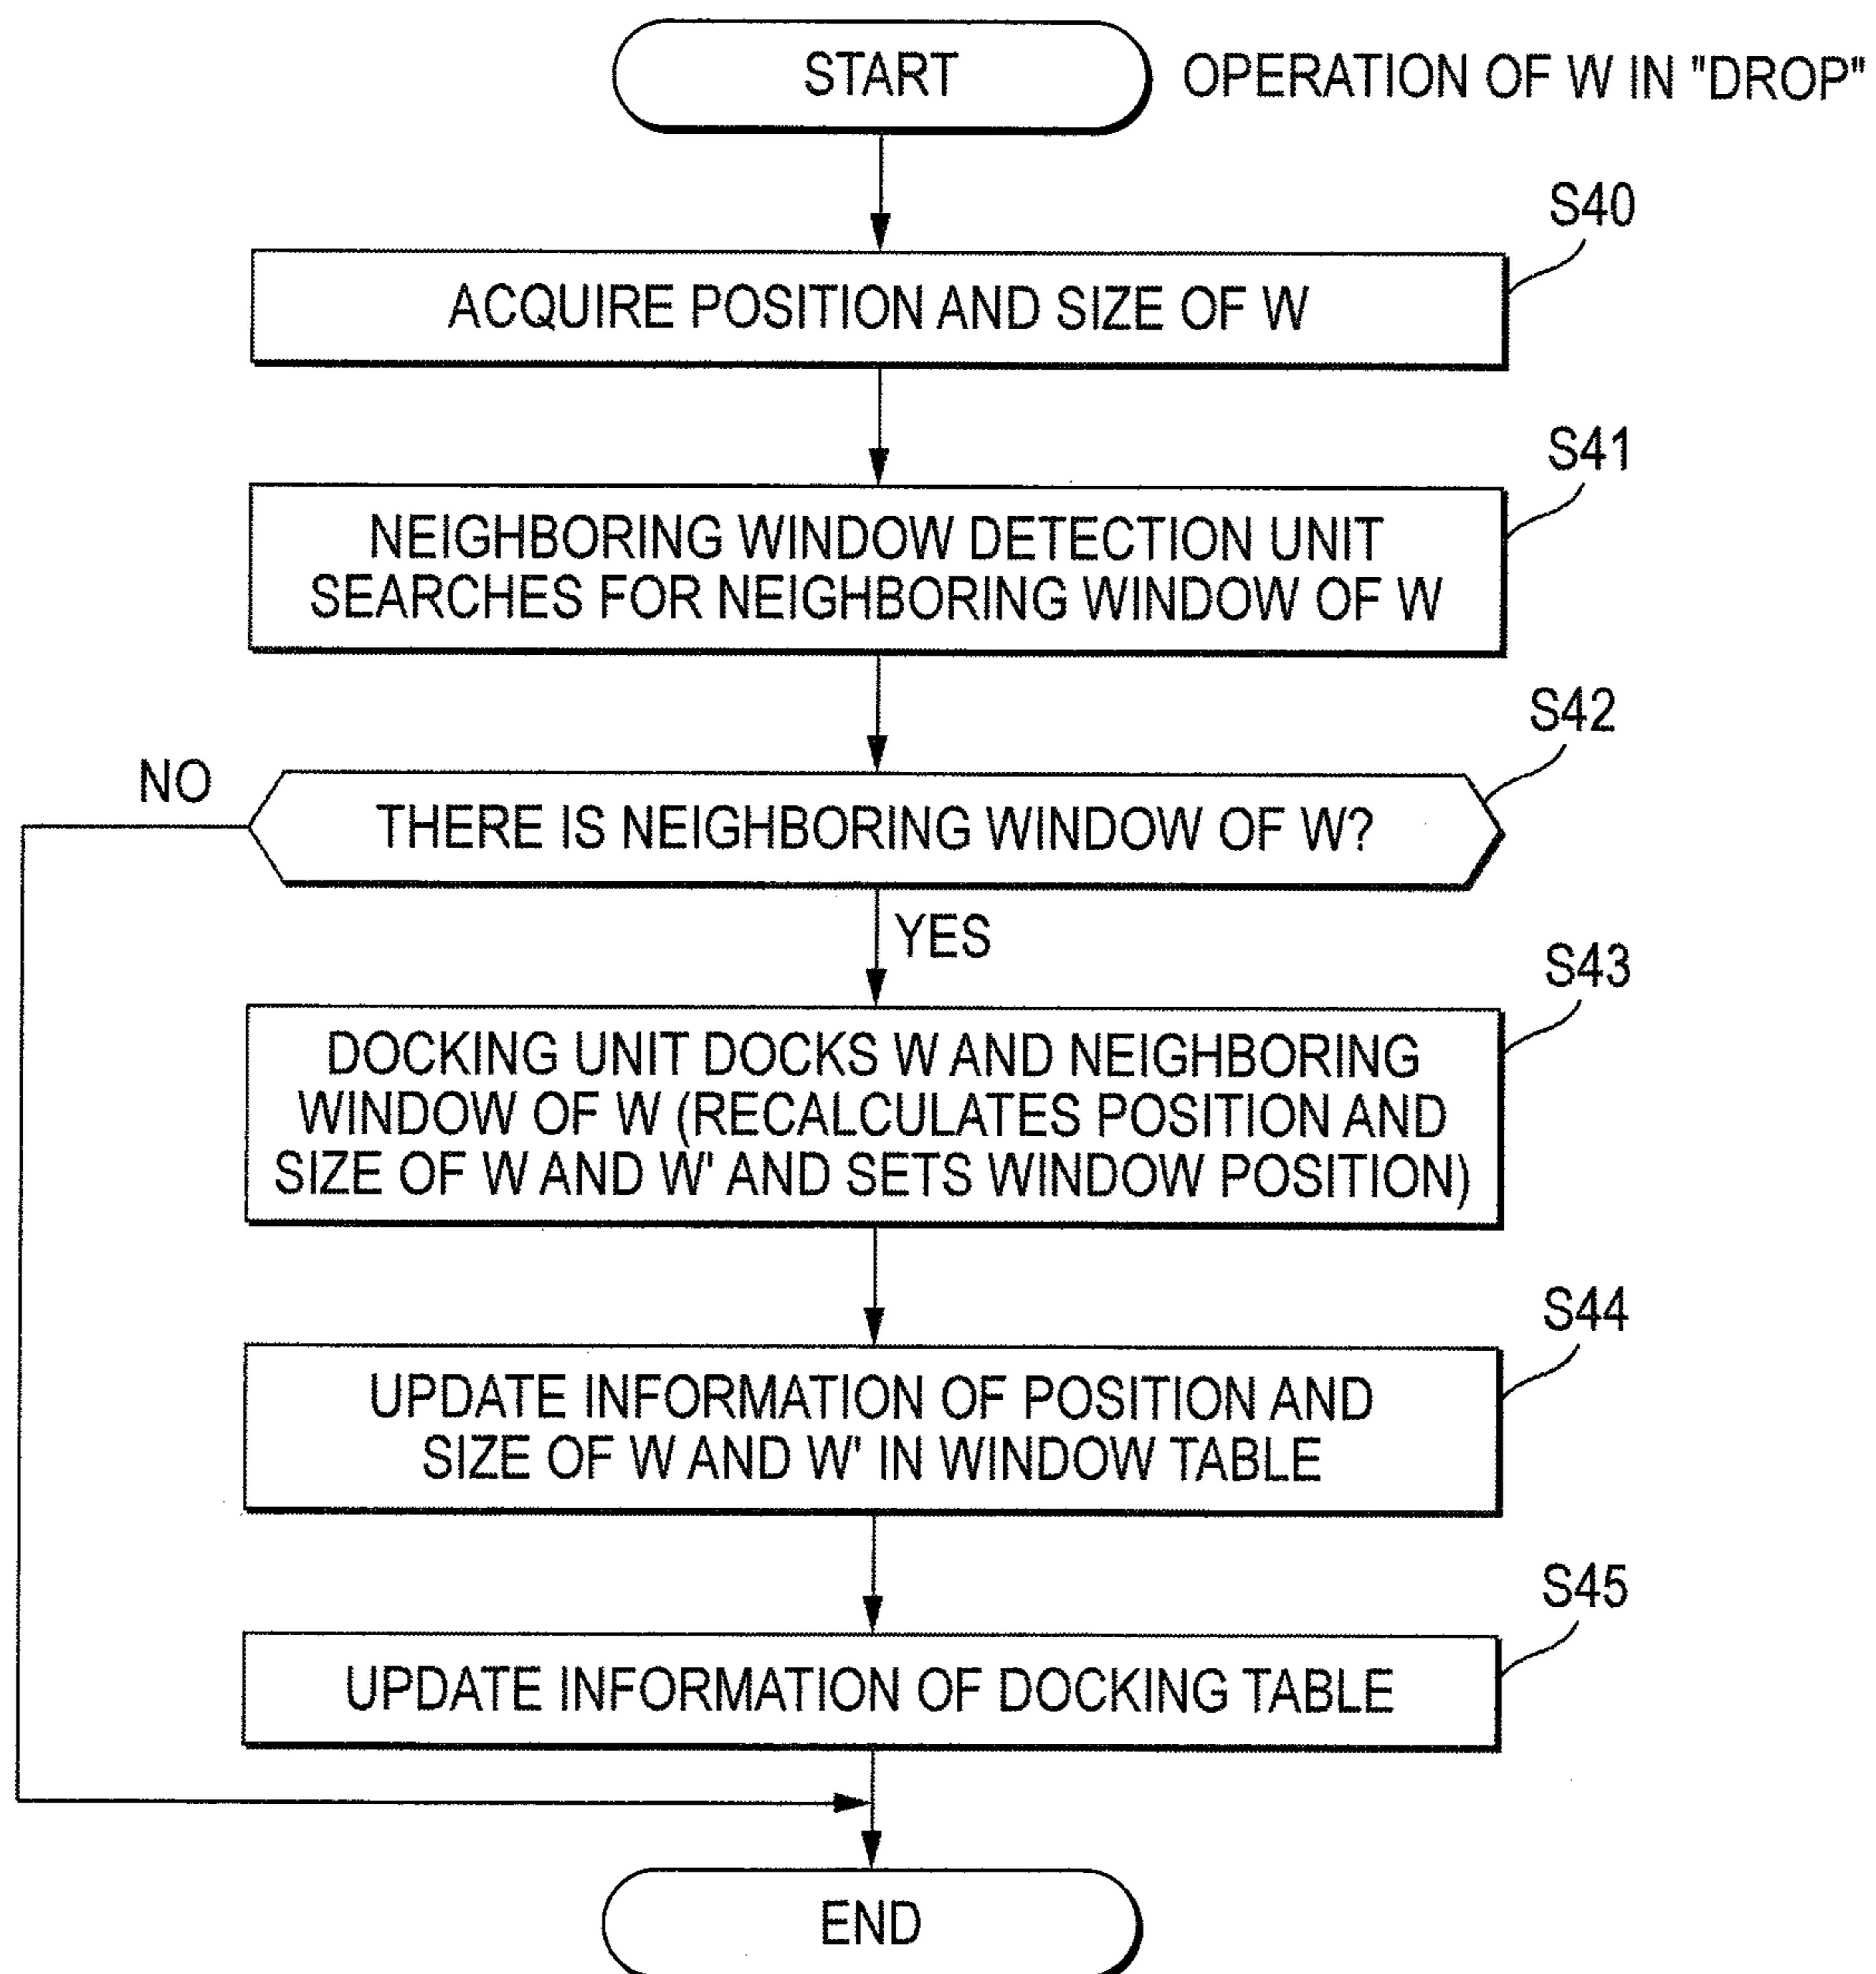 START
OPERATION OF W IN "DROP"
S40
ACQUIRE POSITION AND SIZE OF W
S41
NEIGHBORING WINDOW DETECTION UNIT
SEARCHES FOR NEIGHBORING WINDOW OF W
S42
NO
THERE IS NEIGHBORING WINDOW OF W?
YES
S43
DOCKING UNIT DOCKS W AND NEIGHBORING
WINDOW OF W (RECALCULATES POSITION AND
SIZE OF W AND W' AND SETS WINDOW POSITION)
S44
UPDATE INFORMATION OF POSITION AND
SIZE OF W AND W' IN WINDOW TABLE
S45
UPDATE INFORMATION OF DOCKING TABLE
END